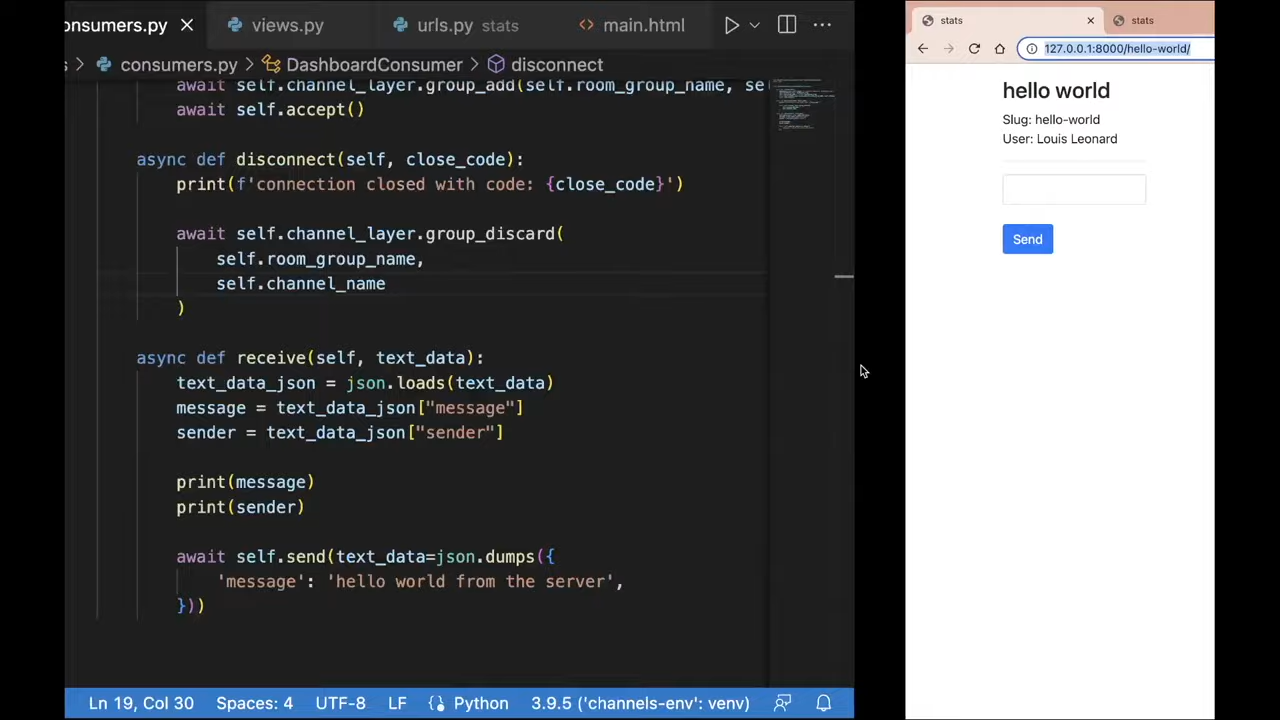 onsumers.py
views.py
urls.py stats
main.html
s > consumers.py > DashboardConsumer > disconnect
await self.channel_layer.group_add(self.room_group_name, se
await self.accept()
async def disconnect(self, close_code):
print(f'connection closed with code: {close_code}')
await self.channel_layer.group_discard(
self.room_group_name,
self.channel_name
)
async def receive(self, text_data):
text_data_json = json.loads(text_data)
message = text_data_json["message"]
sender = text_data_json["sender"]
print(message)
print(sender)
await self.send(text_data=json.dumps({
'message': 'hello world from the server',
}))
Ln 19, Col 30 Spaces: 4 UTF-8 LF {} Python 3.9.5 ('channels-env': venv)
stats
stats
127.0.0.1:8000/hello-world/
hello world
Slug: hello-world
User: Louis Leonard
Send